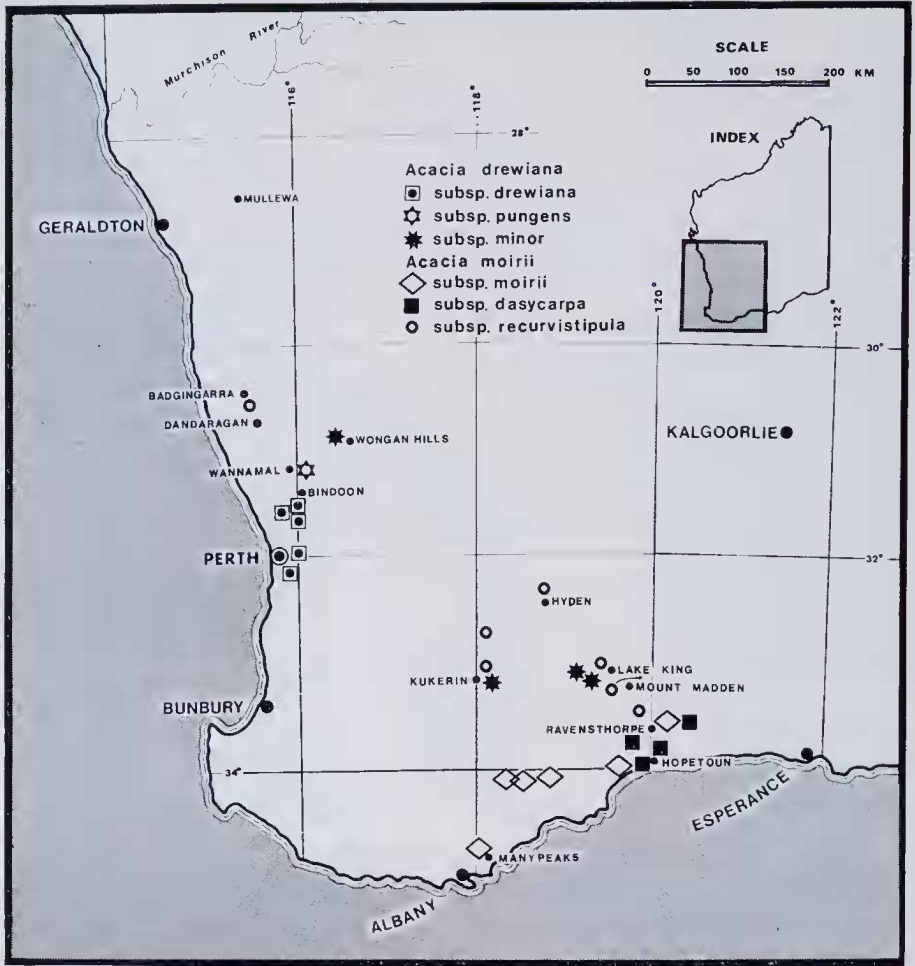 Murchison River
SCALE
0 50 100 150 200 KM
116°
118°
28°
INDEX
Acacia drewiana
subsp. drewiana
subsp. pungens
subsp. minor
Acacia moirii
subsp. moirii
subsp. dasycarpa
subsp. recurvistipula
MULLEWA
GERALDTON
120°
122°
30°
BADGINGARRA
DANDARAGAN
WONGAN HILLS
KALGOORLIE
WANNAMAL
BINDOON
PERTH
32°
HYDEN
KUKERIN
LAKE KING
MOUNT MADDEN
BUNBURY
RAVENSTHORPE
HOPETOUN
34°
ESPERANCE
MANYPEAKS
ALBANY